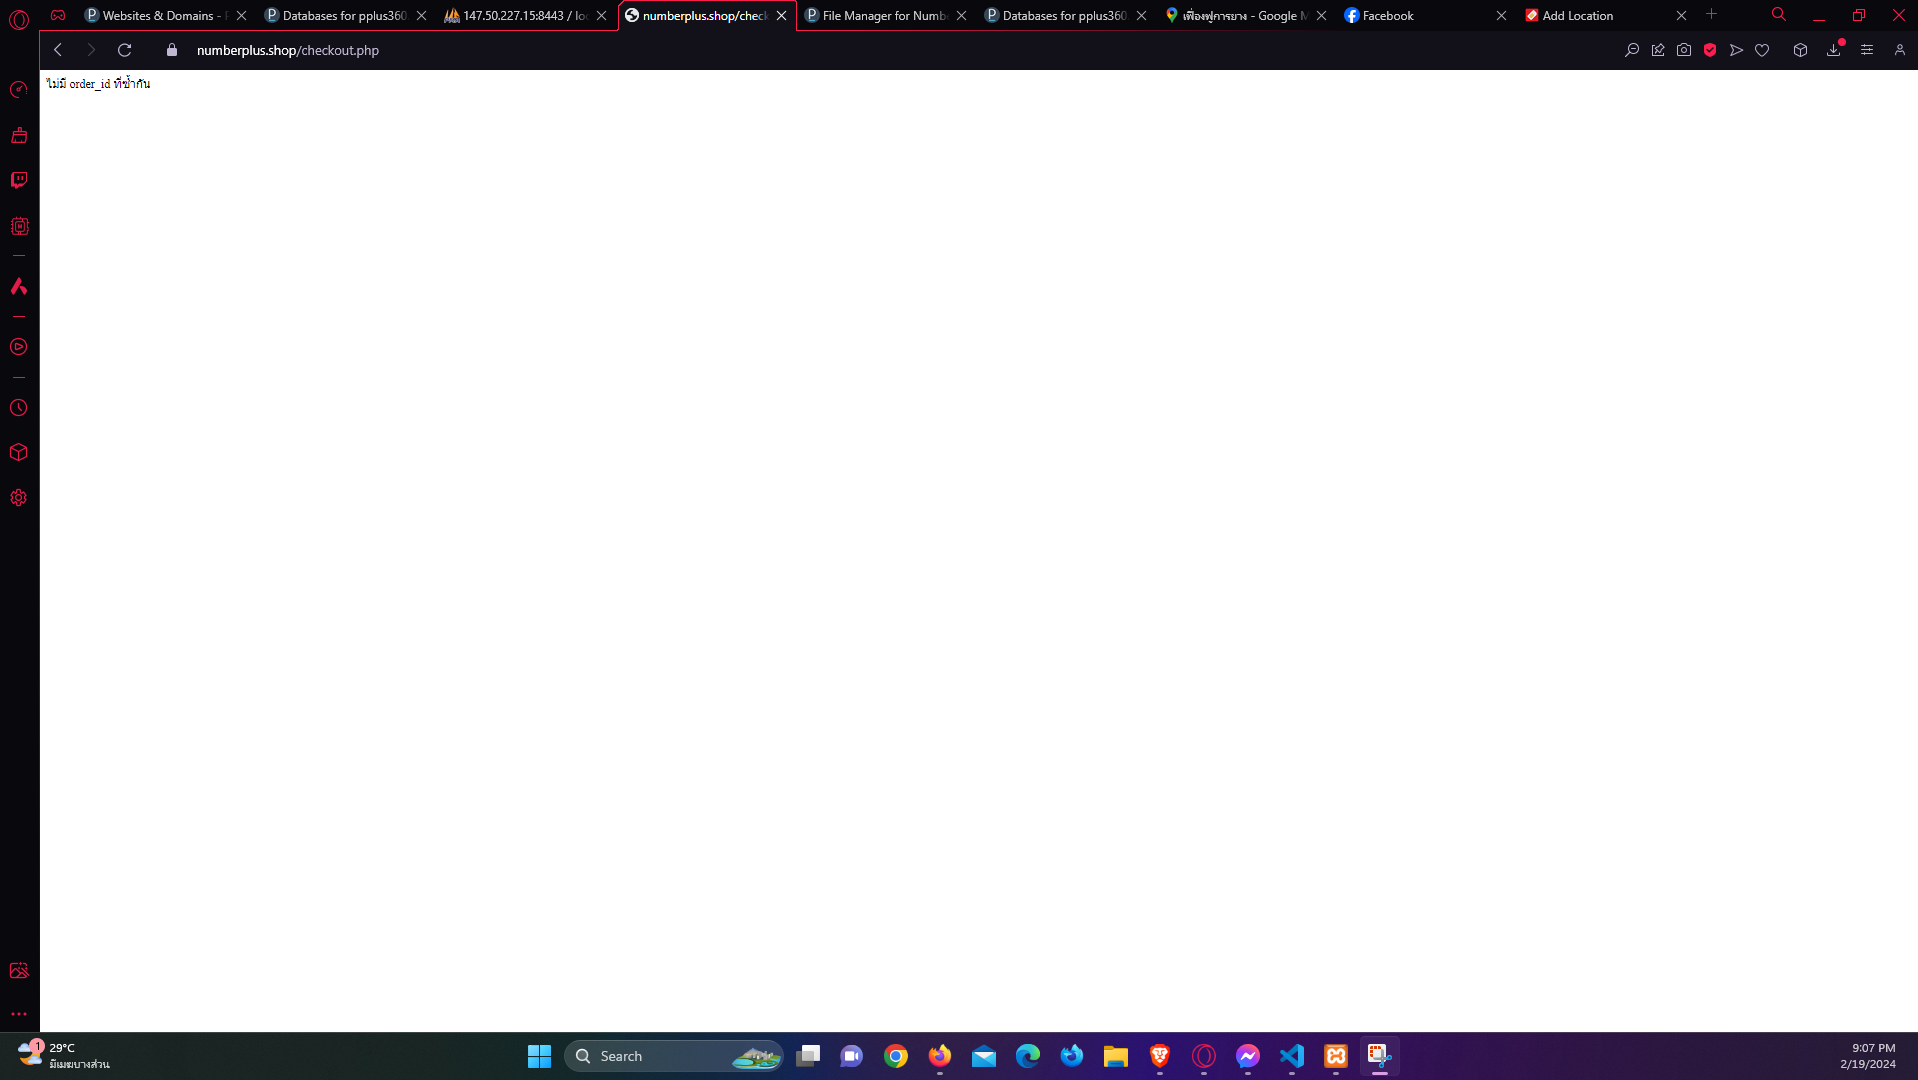 Websites & Domains -
Databases for pplus360.
147.50.227.15:8443 / lo
numberplus.shop/check
File Manager for Numb
Databases for pplus360.
เฟื่องฟูการยาง - Google M
Facebook
Add Location
numberplus.shop/checkout.php
ไม่มี order_id ที่ซ้ำกัน
1
29°C
มีเมฆบางส่วน
Search
9:07 PM
2/19/2024